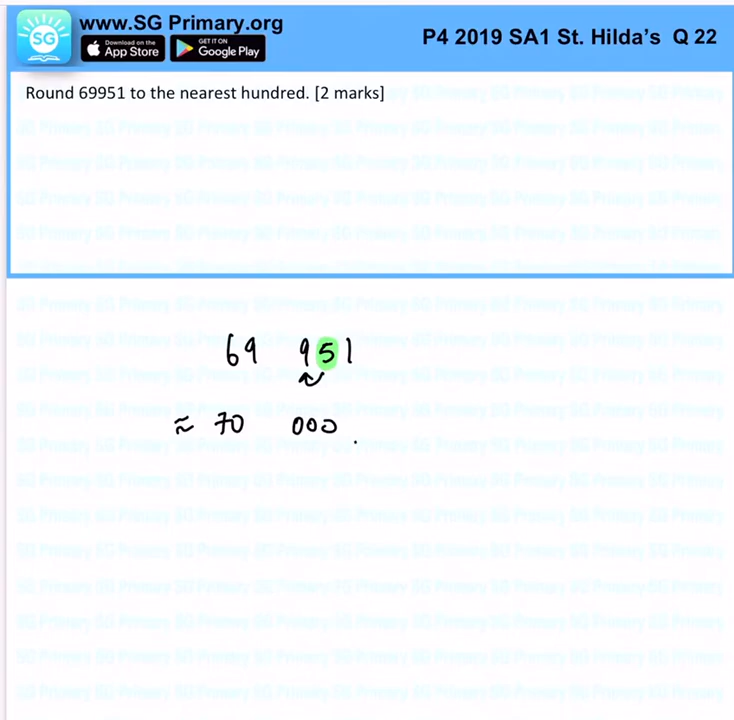 www.SG Primary.org
P4 2019 SA1 St. Hilda's Q 22
SG
Download on the App Store
GET IT ON Google Play
Round 69951 to the nearest hundred. [2 marks]
69 951
≈ 70 000.